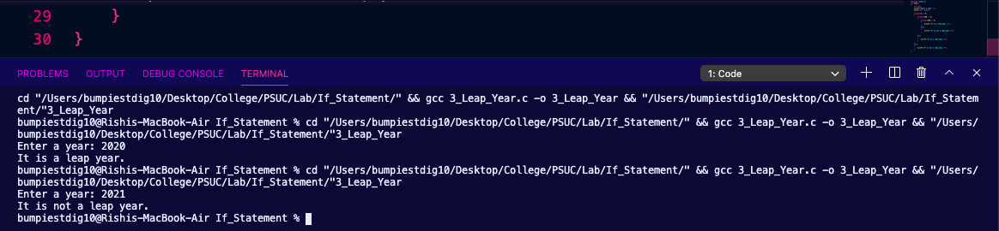 29 }
30 }
PROBLEMS OUTPUT DEBUG CONSOLE TERMINAL 1: Code
cd "/Users/bumpiestdig10/Desktop/College/PSUC/Lab/If_Statement/" && gcc 3_Leap_Year.c -o 3_Leap_Year && "/Users/bumpiestdig10/Desktop/College/PSUC/Lab/If_Statem
ent/"3_Leap_Year
bumpiestdig10@Rishis-MacBook-Air If_Statement % cd "/Users/bumpiestdig10/Desktop/College/PSUC/Lab/If_Statement/" && gcc 3_Leap_Year.c -o 3_Leap_Year && "/Users/
bumpiestdig10/Desktop/College/PSUC/Lab/If_Statement/"3_Leap_Year
Enter a year: 2020
It is a leap year.
bumpiestdig10@Rishis-MacBook-Air If_Statement % cd "/Users/bumpiestdig10/Desktop/College/PSUC/Lab/If_Statement/" && gcc 3_Leap_Year.c -o 3_Leap_Year && "/Users/
bumpiestdig10/Desktop/College/PSUC/Lab/If_Statement/"3_Leap_Year
Enter a year: 2021
It is not a leap year.
bumpiestdig10@Rishis-MacBook-Air If_Statement %